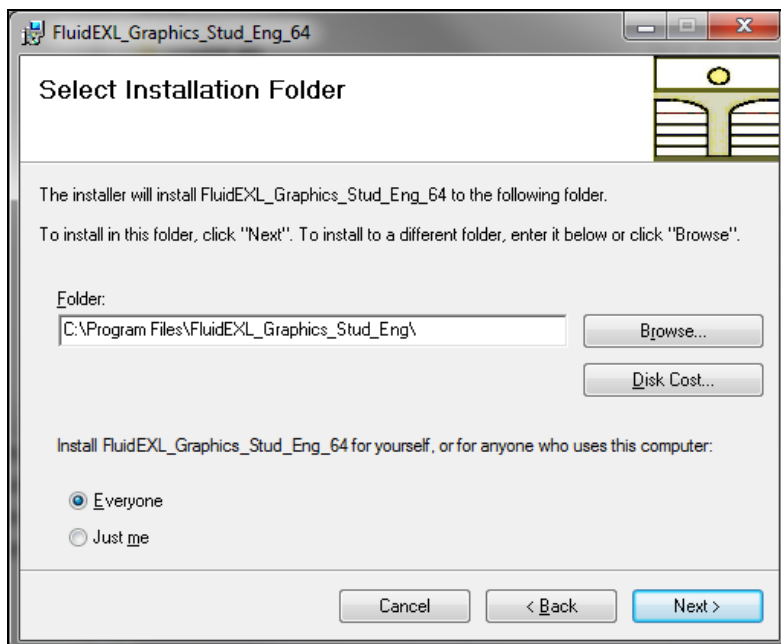 FluidEXL_Graphics_Stud_Eng_64
Select Installation Folder
The installer will install FluidEXL_Graphics_Stud_Eng_64 to the following folder.
To install in this folder, click "Next". To install to a different folder, enter it below or click "Browse".
Folder:
C:\Program Files\FluidEXL_Graphics_Stud_Eng\
Browse...
Disk Cost...
Install FluidEXL_Graphics_Stud_Eng_64 for yourself, or for anyone who uses this computer:
Everyone
Just me
Cancel < Back Next >